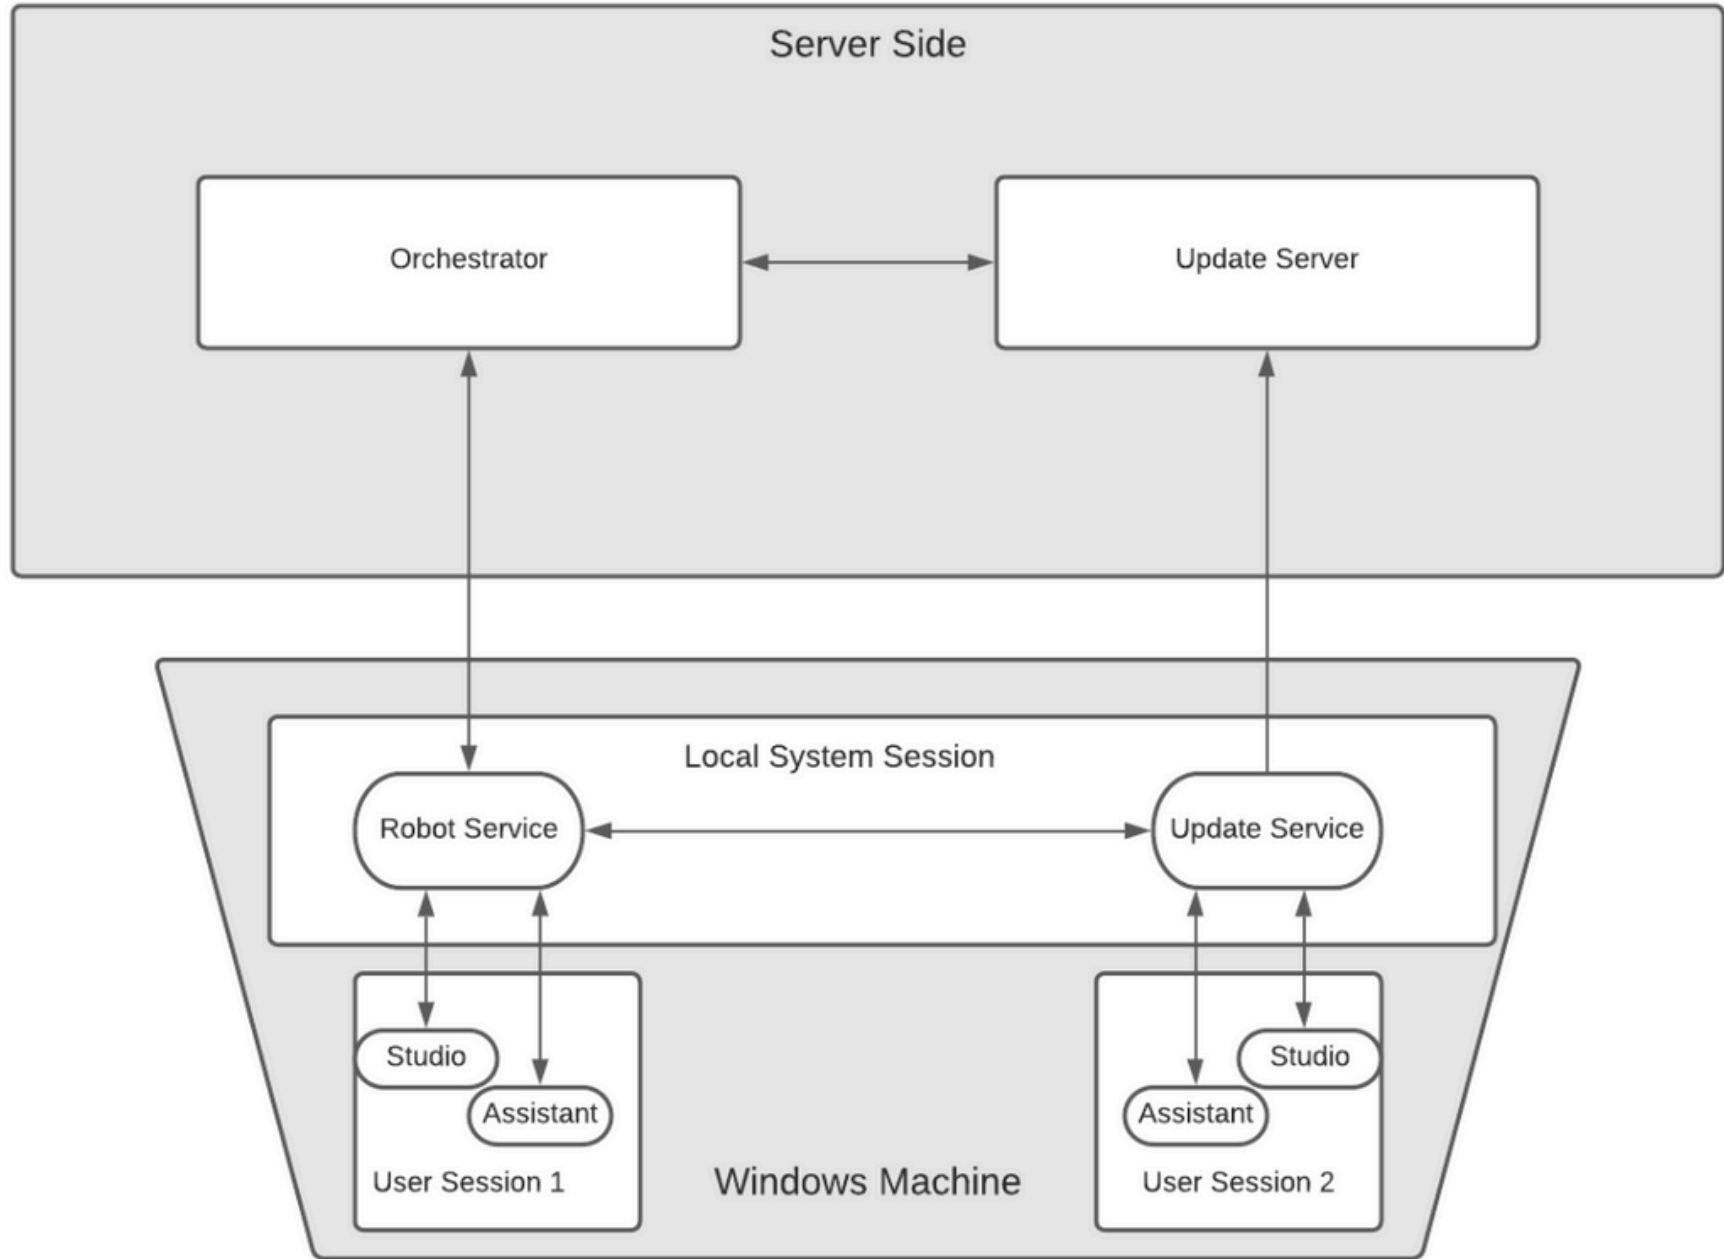 Server Side
Orchestrator
Update Server
Local System Session
Robot Service
Update Service
Studio
Studio
Assistant
Assistant
User Session 1
Windows Machine
User Session 2